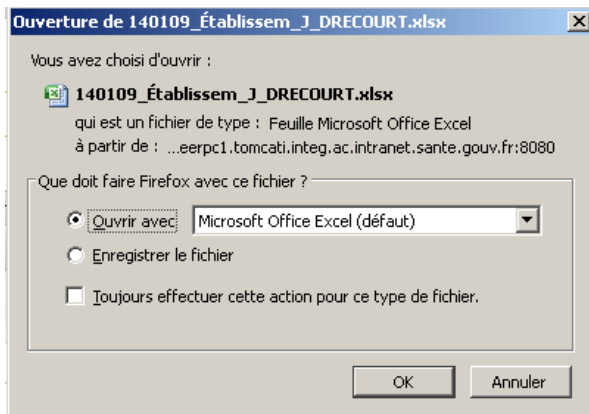 Ouverture de 140109_Établissem_J_DRECOURT.xlsx
Vous avez choisi d'ouvrir :
140109_Établissem_J_DRECOURT.xlsx
qui est un fichier de type : Feuille Microsoft Office Excel
à partir de : ...eerpc1.tomcati.integ.ac.intranet.sante.gouv.fr:8080
Que doit faire Firefox avec ce fichier ?
Ouvrir avec Microsoft Office Excel (défaut)
Enregistrer le fichier
Toujours effectuer cette action pour ce type de fichier.
OK Annuler